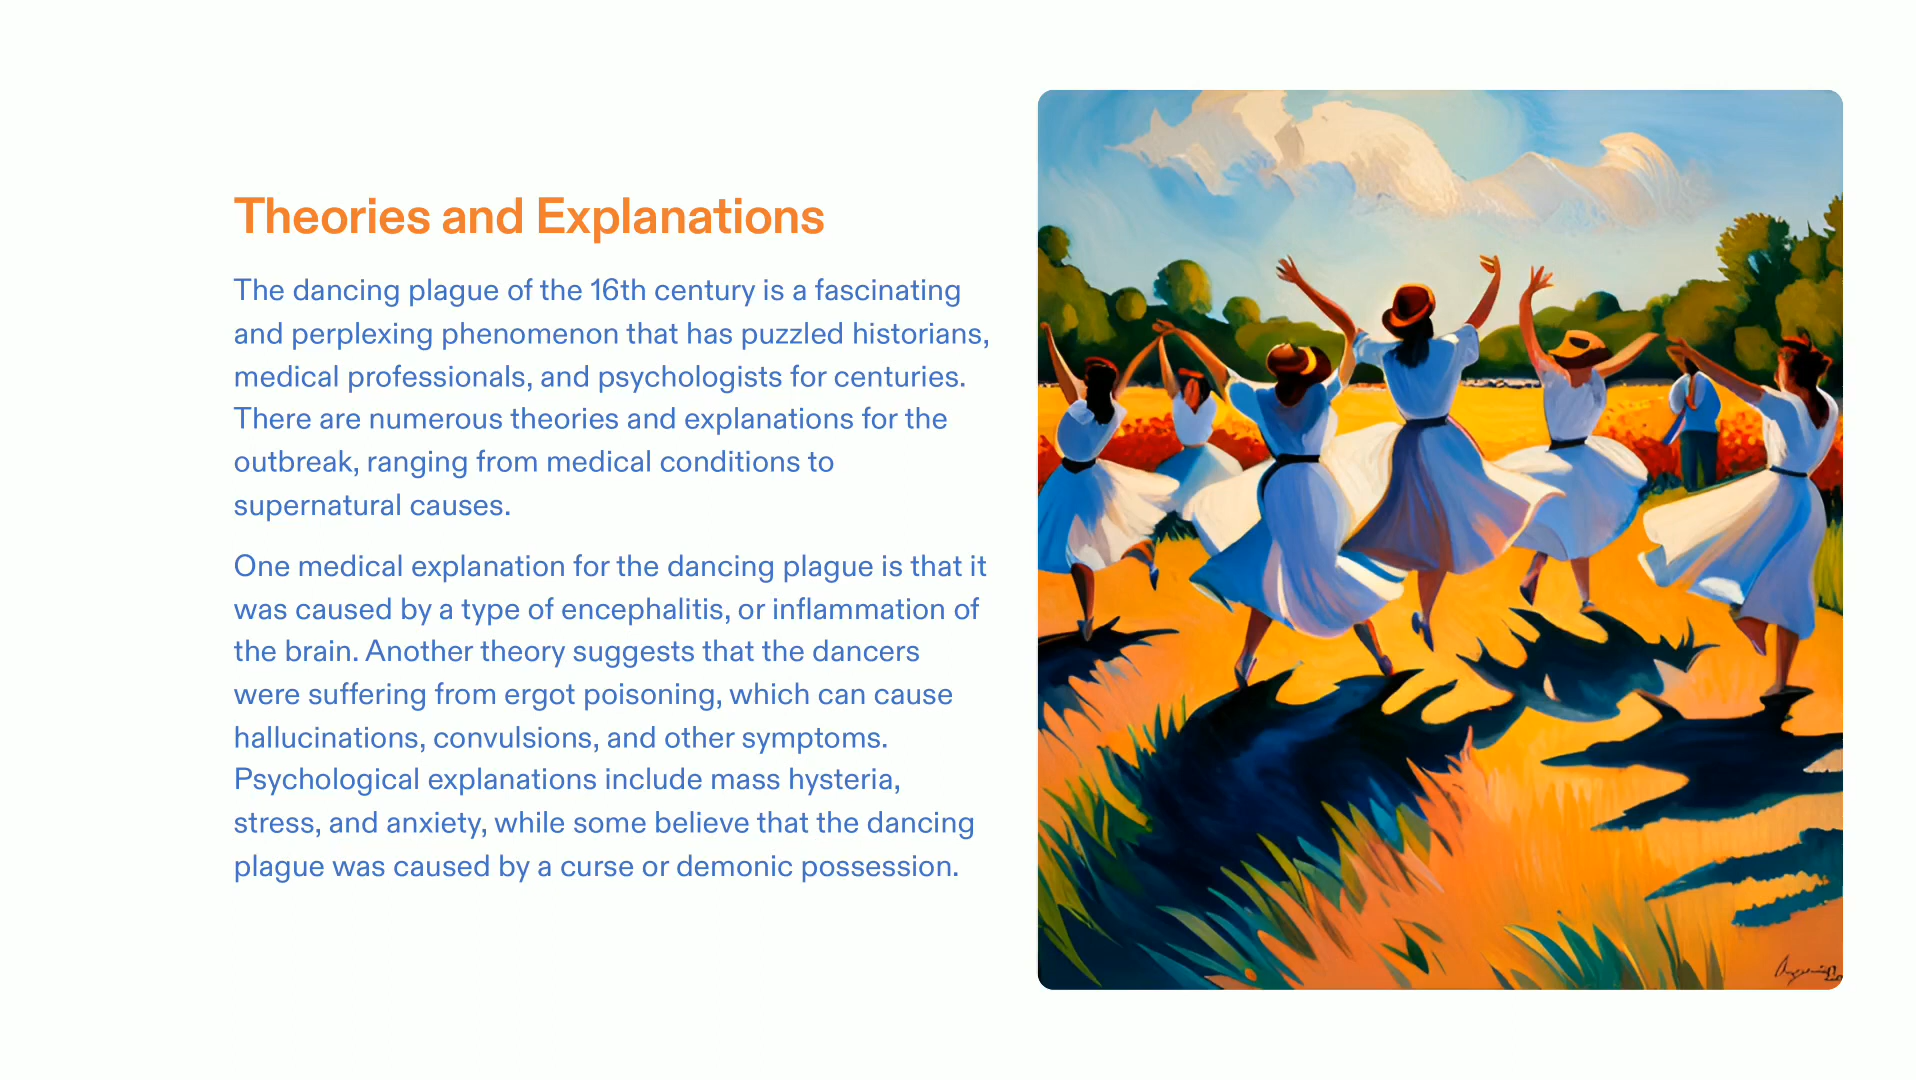 Theories and Explanations
The dancing plague of the 16th century is a fascinating
and perplexing phenomenon that has puzzled historians,
medical professionals, and psychologists for centuries.
There are numerous theories and explanations for the
outbreak, ranging from medical conditions to
supernatural causes.
One medical explanation for the dancing plague is that it
was caused by a type of encephalitis, or inflammation of
the brain. Another theory suggests that the dancers
were suffering from ergot poisoning, which can cause
hallucinations, convulsions, and other symptoms.
Psychological explanations include mass hysteria,
stress, and anxiety, while some believe that the dancing
plague was caused by a curse or demonic possession.